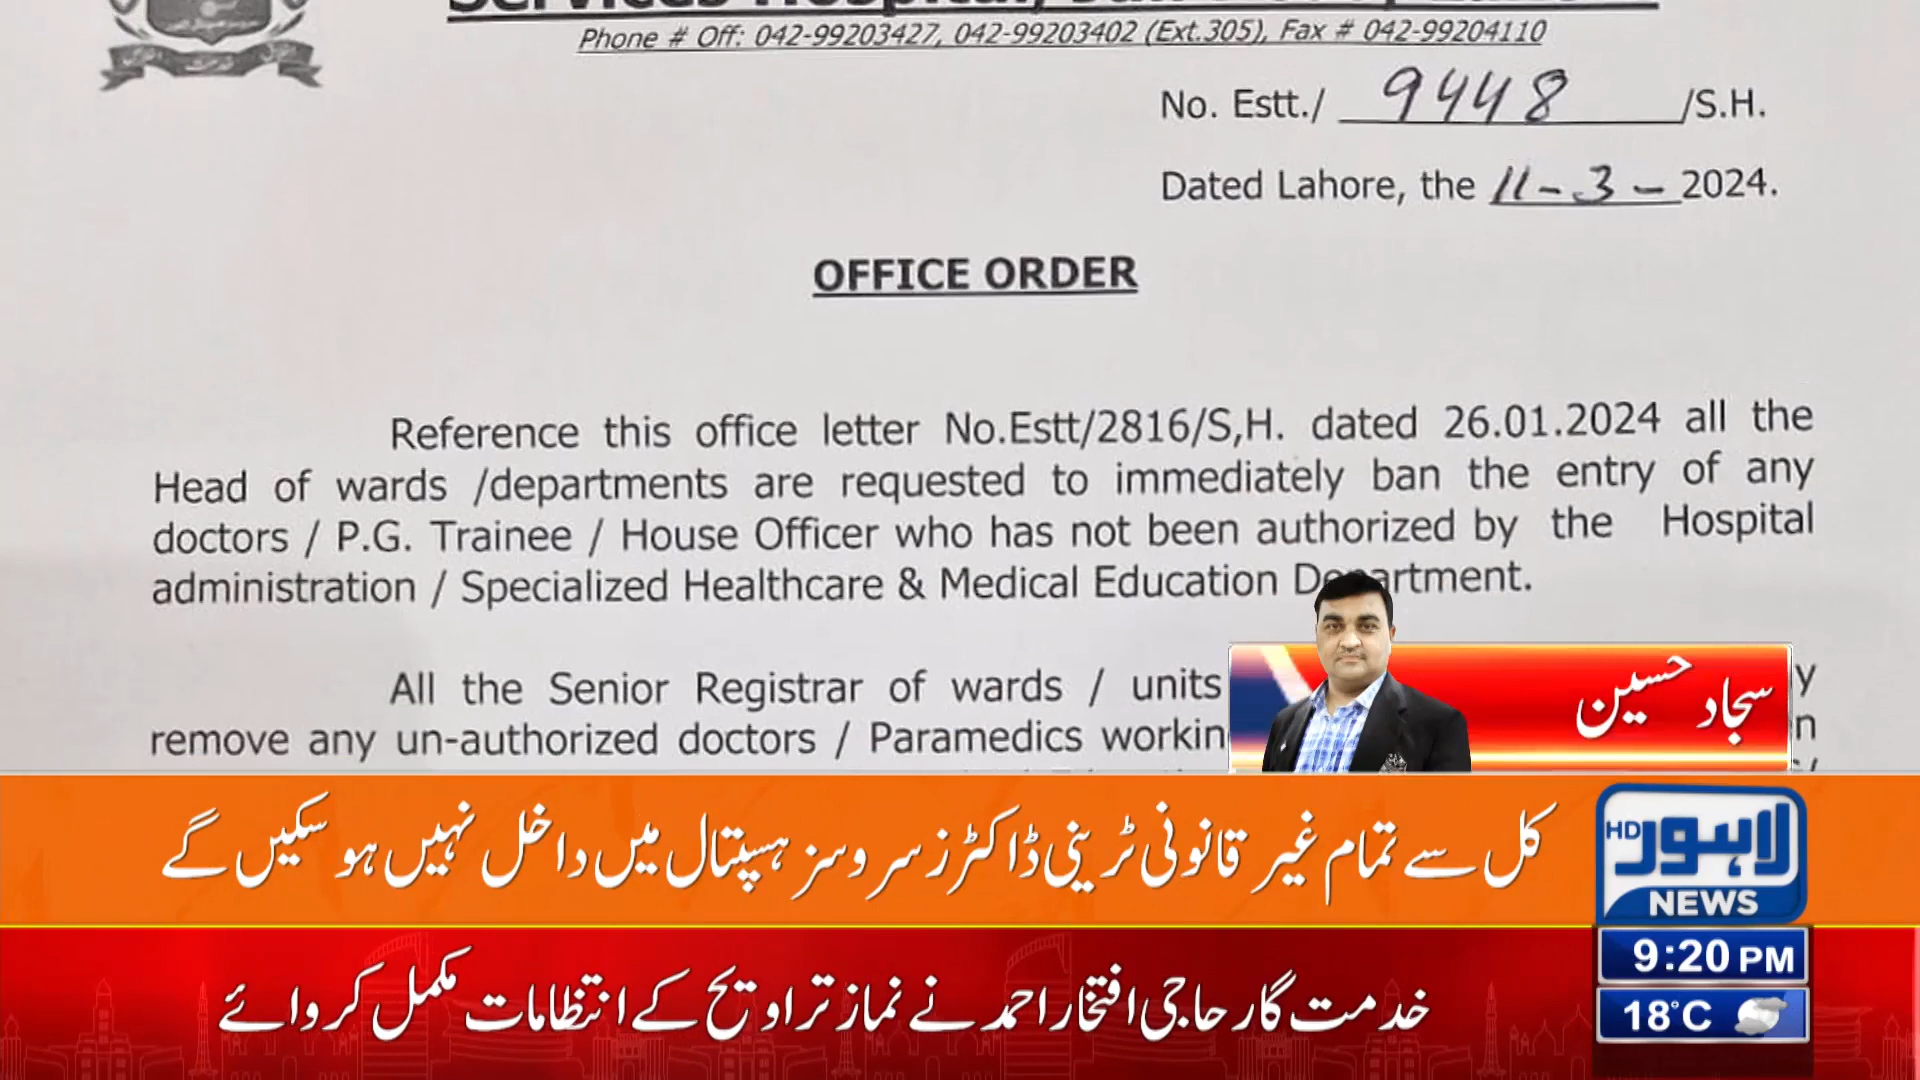 Services Hospital,
Phone # Off: 042-99203427, 042-99203402 (Ext.305), Fax # 042-99204110
No. Estt./ 9448 /S.H.
Dated Lahore, the 11-3-2024.
OFFICE ORDER
Reference this office letter No.Estt/2816/S,H. dated 26.01.2024 all the
Head of wards /departments are requested to immediately ban the entry of any
doctors / P.G. Trainee / House Officer who has not been authorized by the Hospital
administration / Specialized Healthcare & Medical Education Department.
All the Senior Registrar of wards / units
remove any un-authorized doctors / Paramedics
سجاد حسین
کل سے تمام غیر قانونی ٹرینی ڈاکٹرز سروسز ہسپتال میں داخل نہیں ہو سکیں گے
لاہور HD
NEWS
9:20 PM
خدمت گار حاجی افتخار احمد نے نماز تراویح کے انتظامات مکمل کروائے
18°C